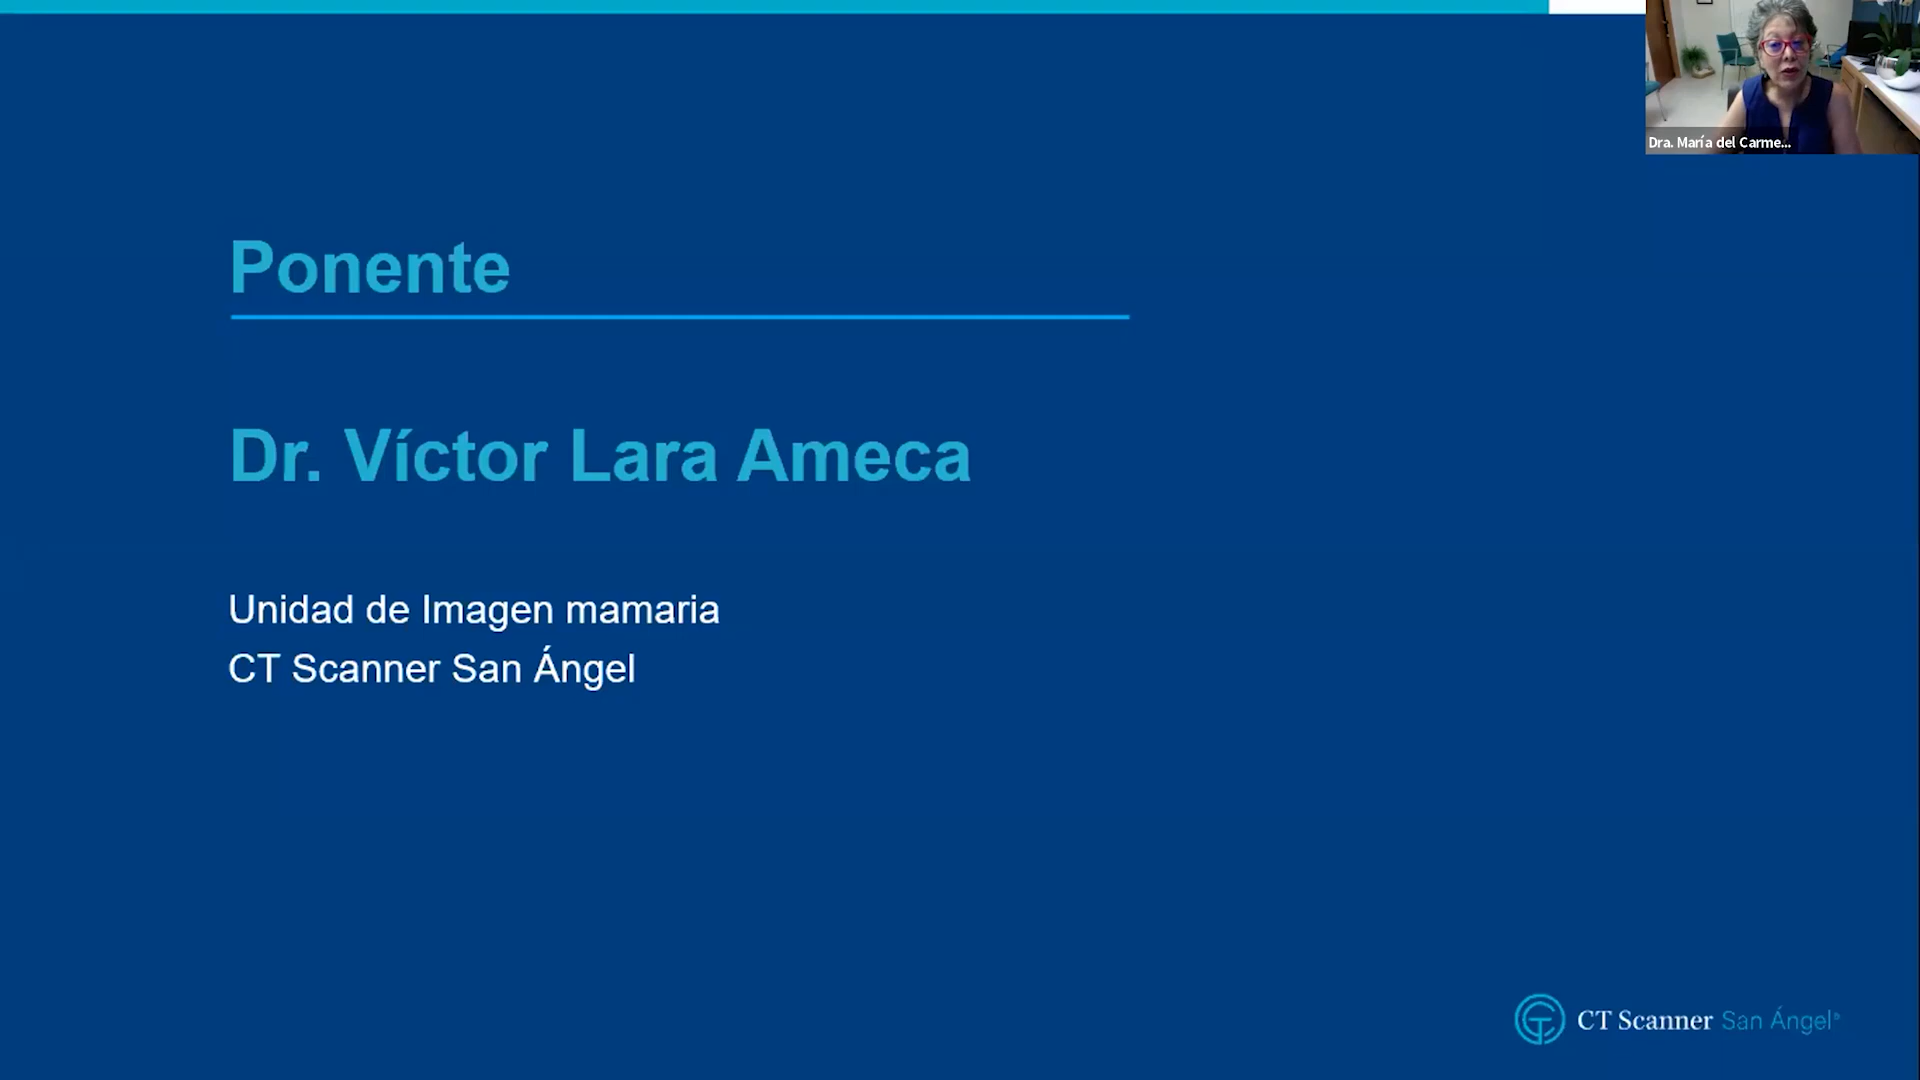 Dra. María del Carme...
Ponente
Dr. Víctor Lara Ameca
Unidad de Imagen mamaria
CT Scanner San Ángel
CT Scanner San Ángel®